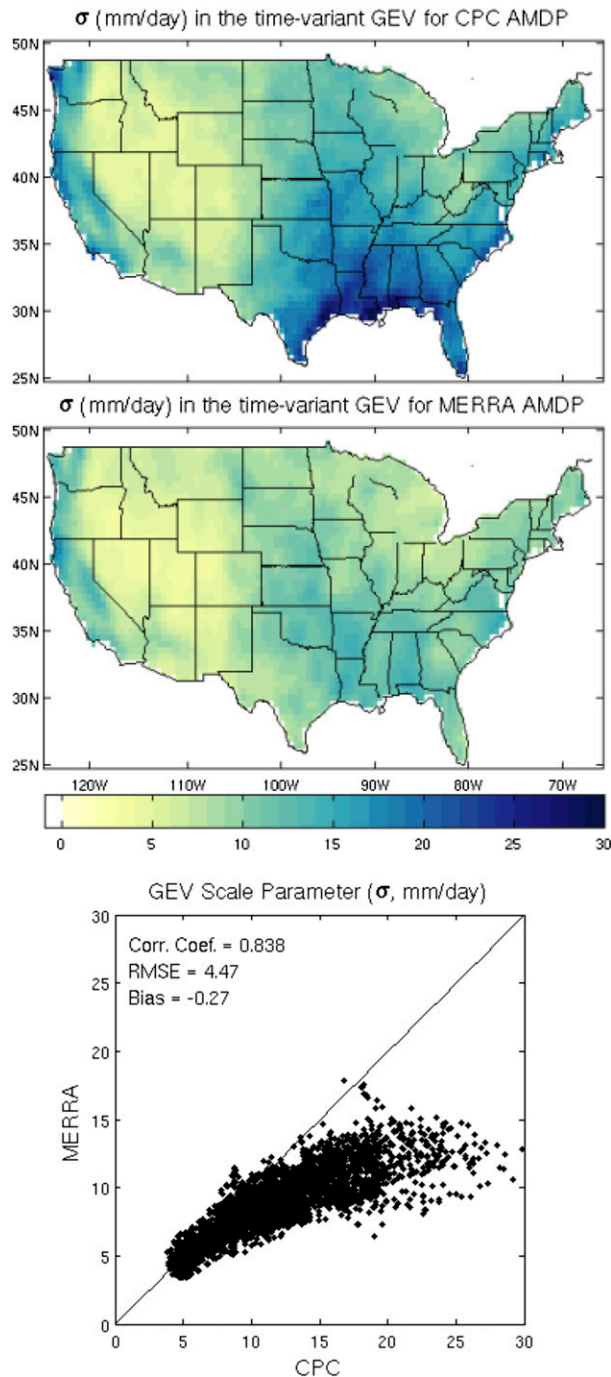 σ (mm/day) in the time-variant GEV for CPC AMDP
50N
45N
40N
35N
30N
25N
σ (mm/day) in the time-variant GEV for MERRA AMDP
50N
45N
40N
35N
30N
25N
120W 110W 100W 90W 80W 70W
0 5 10 15 20 25 30
GEV Scale Parameter (σ, mm/day)
30
Corr. Coef. = 0.838
RMSE = 4.47
Bias = -0.27
25
20
MERRA
15
10
5
0
0 5 10 15 20 25 30
CPC